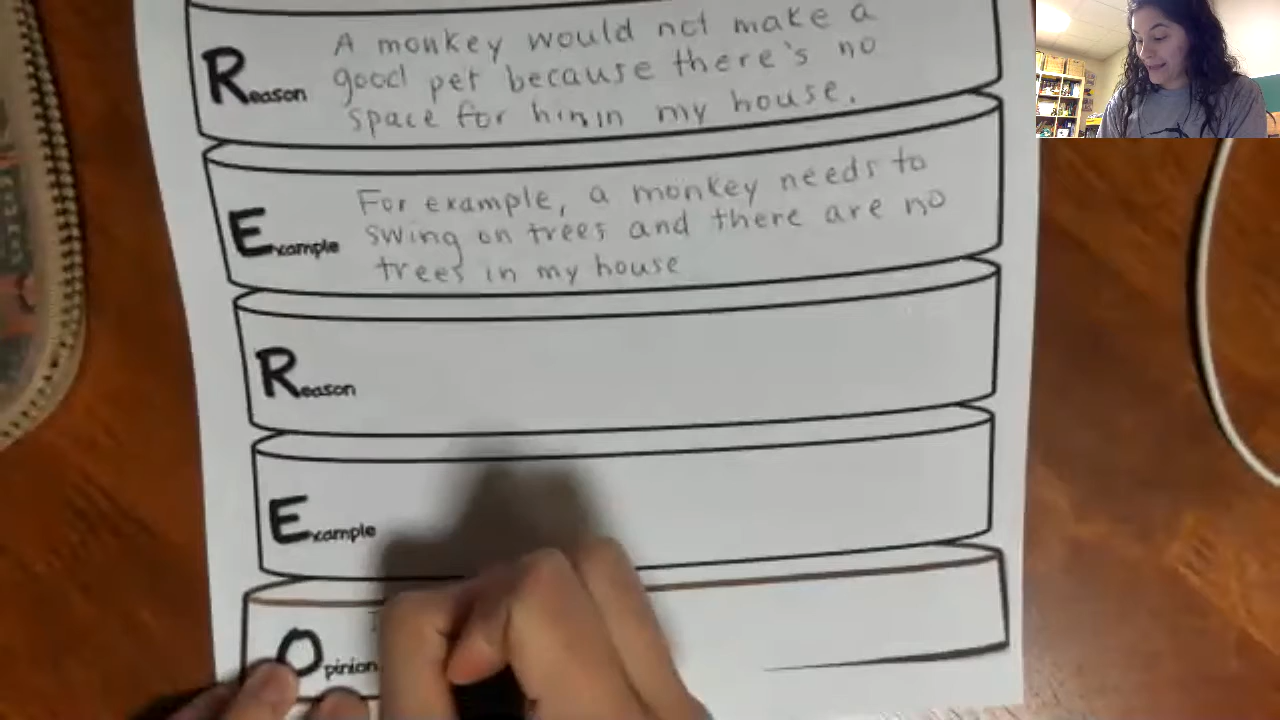 Reason
A monkey would not make a
good pet because there's no
space for him in my house.
Example
For example, a monkey needs to
swing on trees and there are no
trees in my house
Reason
Example
Opinion